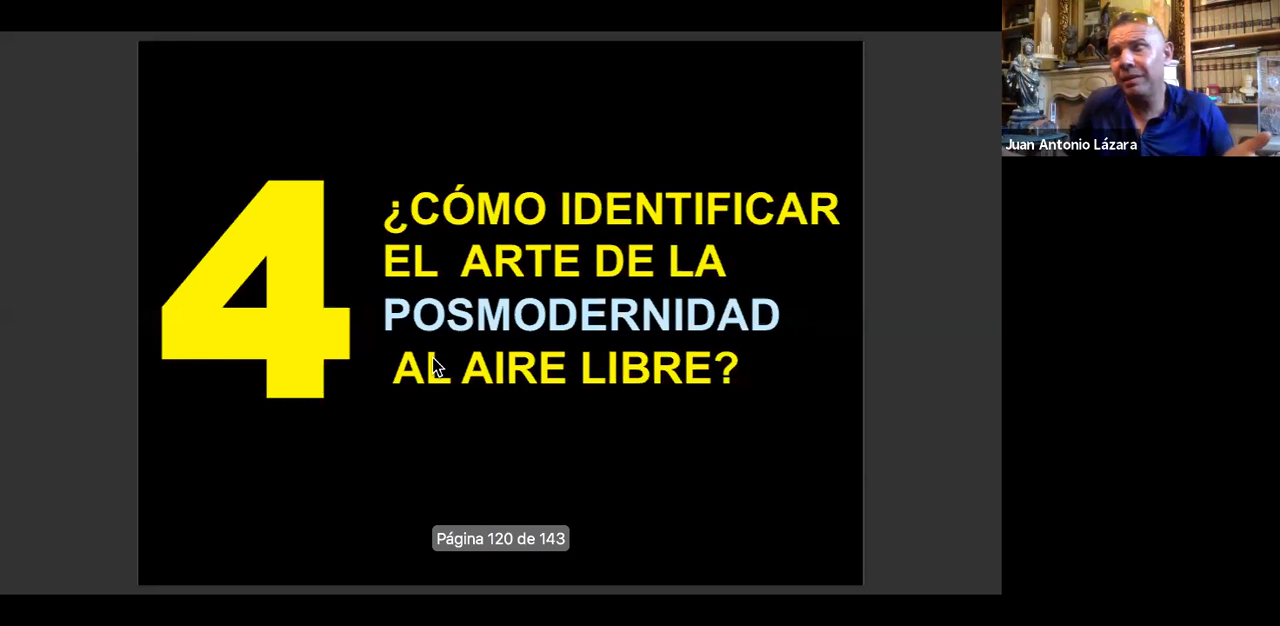 4
¿CÓMO IDENTIFICAR
EL ARTE DE LA
POSMODERNIDAD
AL AIRE LIBRE?
Página 120 de 143
Juan Antonio Lázara